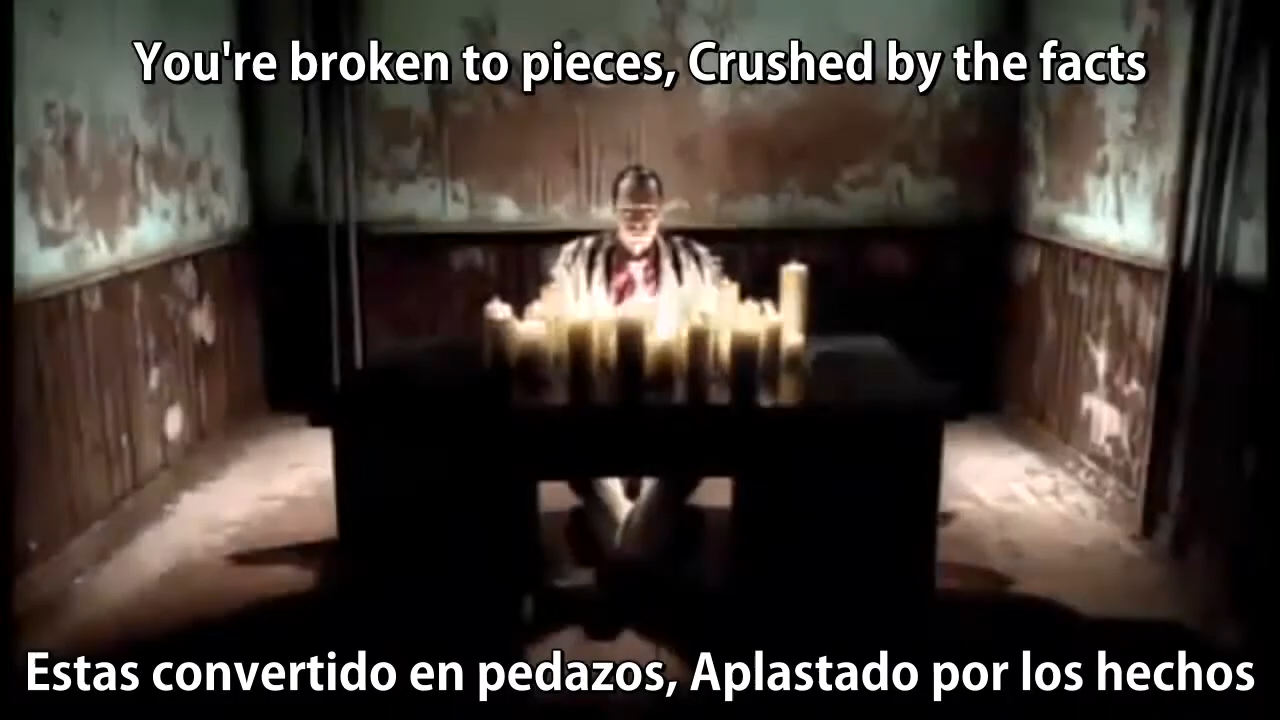 You're broken to pieces, Crushed by the facts
Estas convertido en pedazos, Aplastado por los hechos